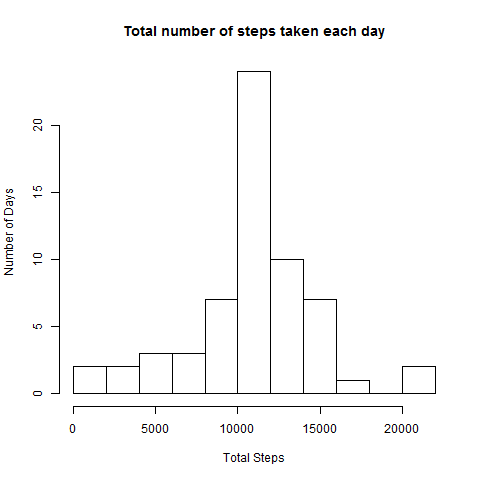 Total number of steps taken each day
Number of Days
20
15
10
5
0
0 5000 10000 15000 20000
Total Steps